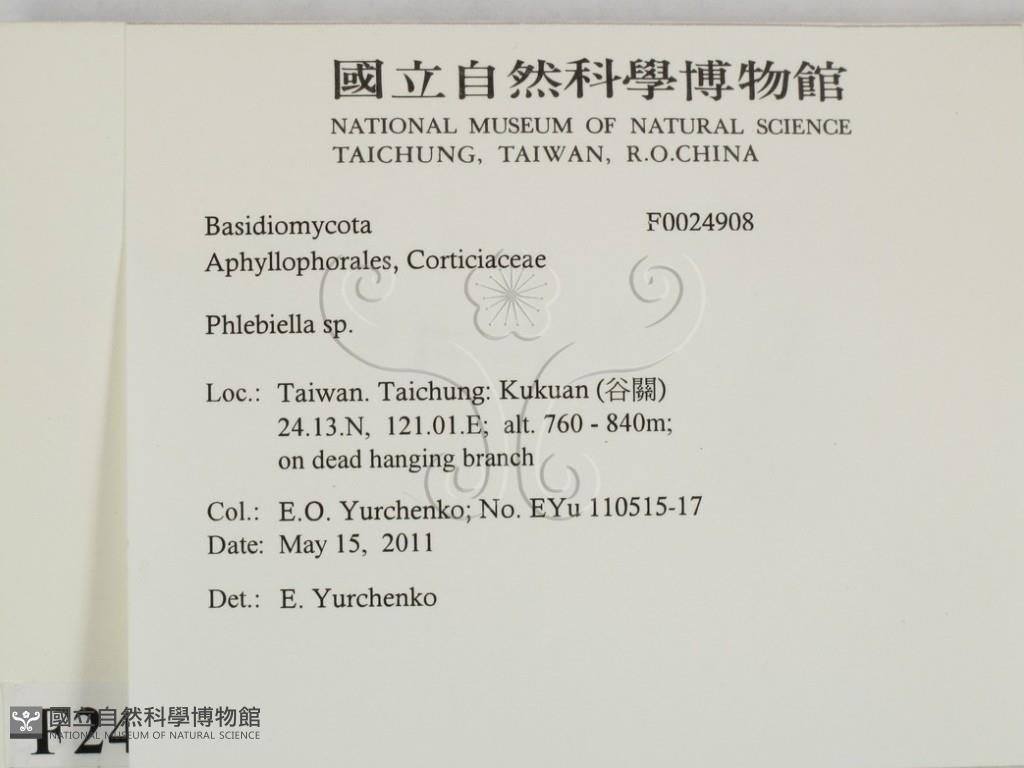 國立自然科學博物館
NATIONAL MUSEUM OF NATURAL SCIENCE
TAICHUNG, TAIWAN, R.O.CHINA
Basidiomycota F0024908
Aphyllophorales, Corticiaceae
Phlebiella sp.
Loc.: Taiwan. Taichung: Kukuan (谷關)
24.13.N, 121.01.E; alt. 760 - 840m;
on dead hanging branch
Col.: E.O. Yurchenko; No. EYu 110515-17
Date: May 15, 2011
Det.: E. Yurchenko
F24
國立自然科學博物館
NATIONAL MUSEUM OF NATURAL SCIENCE